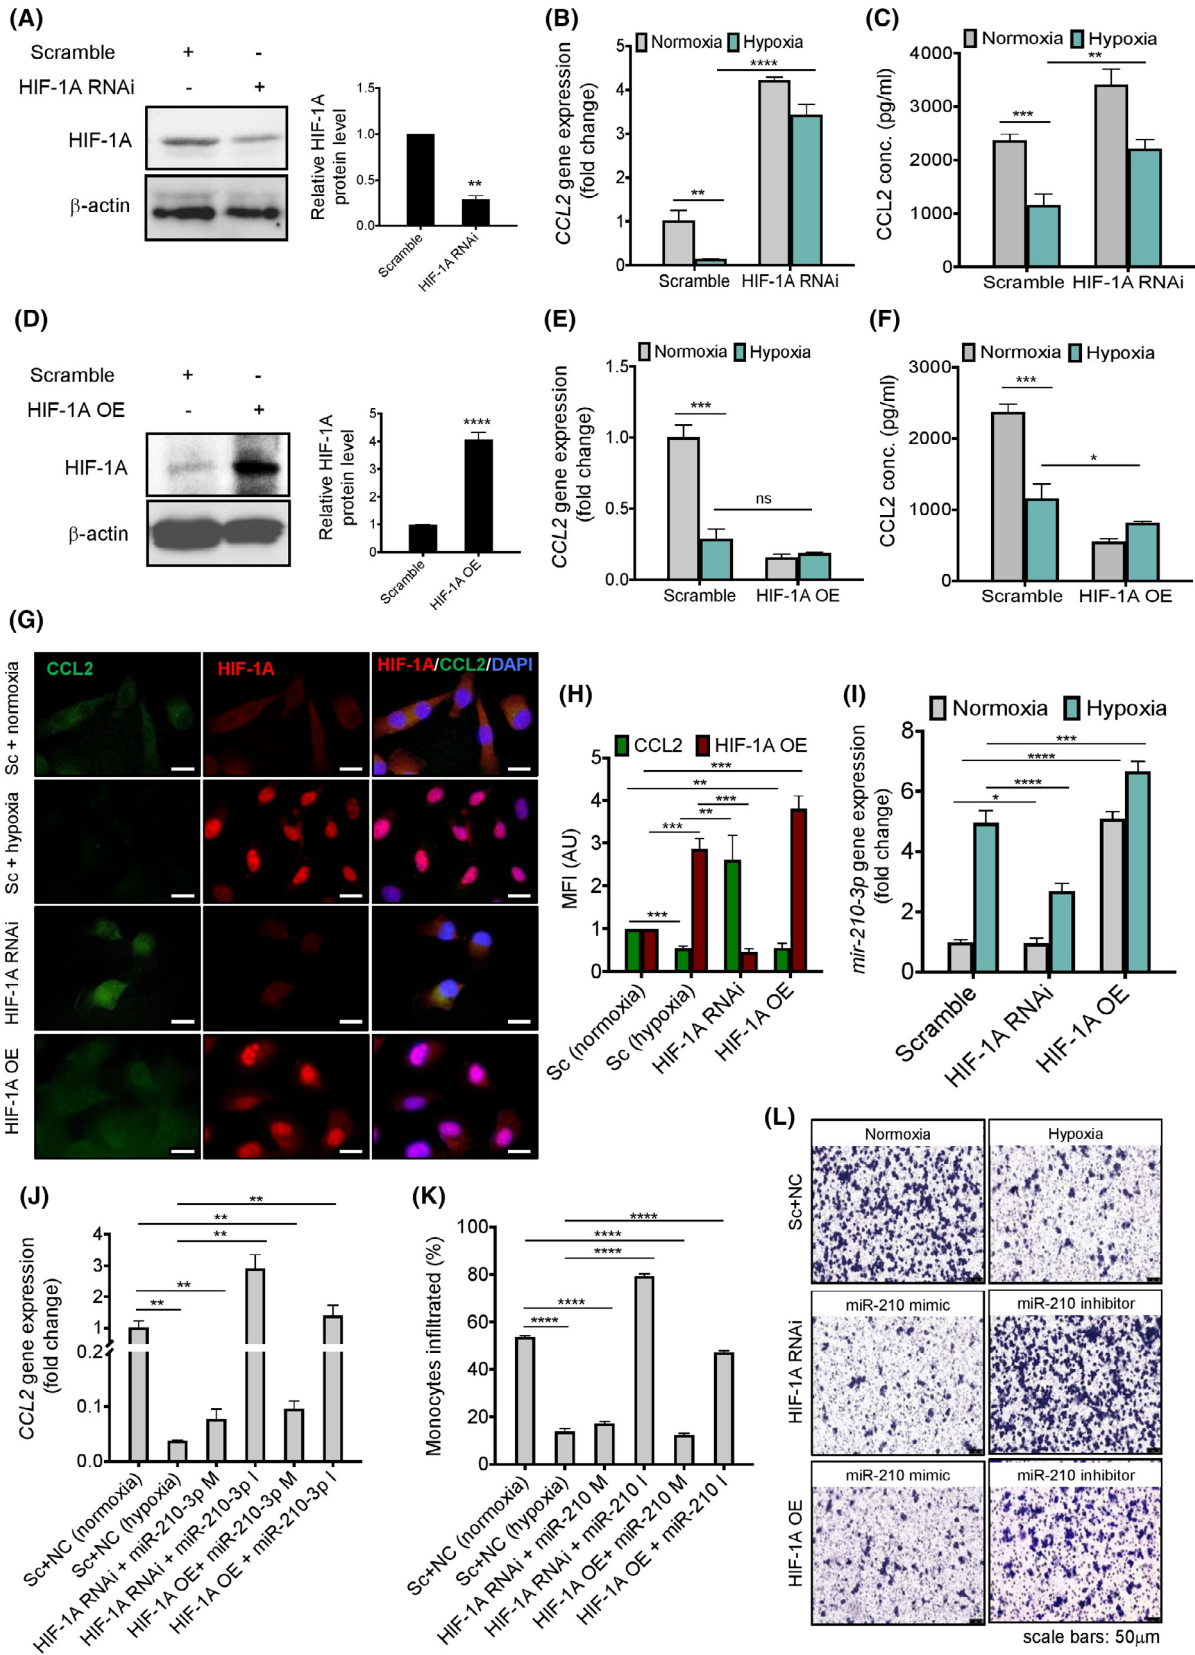 (A)
Scramble + -
HIF-1A RNAi - +
HIF-1A
β-actin
Relative HIF-1A
protein level
1.5
1.0
0.5
0.0
**
Scramble
HIF-1A RNAi
(B)
Normoxia Hypoxia
CCL2 gene expression
(fold change)
5
4
3
2
1
0
**
****
Scramble HIF-1A RNAi
(C)
Normoxia Hypoxia
CCL2 conc. (pg/ml)
4000
3000
2000
1000
0
***
**
Scramble HIF-1A RNAi
(D)
Scramble + -
HIF-1A OE - +
HIF-1A
β-actin
Relative HIF-1A
protein level
5
4
3
2
1
0
****
Scramble
HIF-1A OE
(E)
Normoxia Hypoxia
CCL2 gene expression
(fold change)
1.5
1.0
0.5
0.0
***
ns
Scramble HIF-1A OE
(F)
Normoxia Hypoxia
CCL2 conc. (pg/ml)
3000
2000
1000
0
***
*
Scramble HIF-1A OE
(G)
CCL2 HIF-1A HIF-1A/CCL2/DAPI
Sc + normoxia
Sc + hypoxia
HIF-1A RNAi
HIF-1A OE
(H)
CCL2 HIF-1A OE
MFI (AU)
5
4
3
2
1
0
***
**
***
**
***
***
Sc (normoxia)
Sc (hypoxia)
HIF-1A RNAi
HIF-1A OE
(I)
Normoxia Hypoxia
mir-210-3p gene expression
(fold change)
8
6
4
2
0
***
****
****
*
Scramble
HIF-1A RNAi
HIF-1A OE
(J)
CCL2 gene expression
(fold change)
4
3
2
1
0.2
0.1
0.0
**
**
**
**
**
Sc+NC (normoxia)
Sc+NC (hypoxia)
HIF-1A RNAi + miR-210-3p M
HIF-1A RNAi + miR-210-3p I
HIF-1A OE+ miR-210-3p M
HIF-1A OE + miR-210-3p I
(K)
Monocytes infiltrated (%)
100
80
60
40
20
0
****
****
****
****
****
Sc+NC (normoxia)
Sc+NC (hypoxia)
HIF-1A RNAi + miR-210 M
HIF-1A RNAi + miR-210 I
HIF-1A OE+ miR-210 M
HIF-1A OE + miR-210 I
(L)
Normoxia Hypoxia
Sc+NC
miR-210 mimic miR-210 inhibitor
HIF-1A RNAi
miR-210 mimic miR-210 inhibitor
HIF-1A OE
scale bars: 50μm